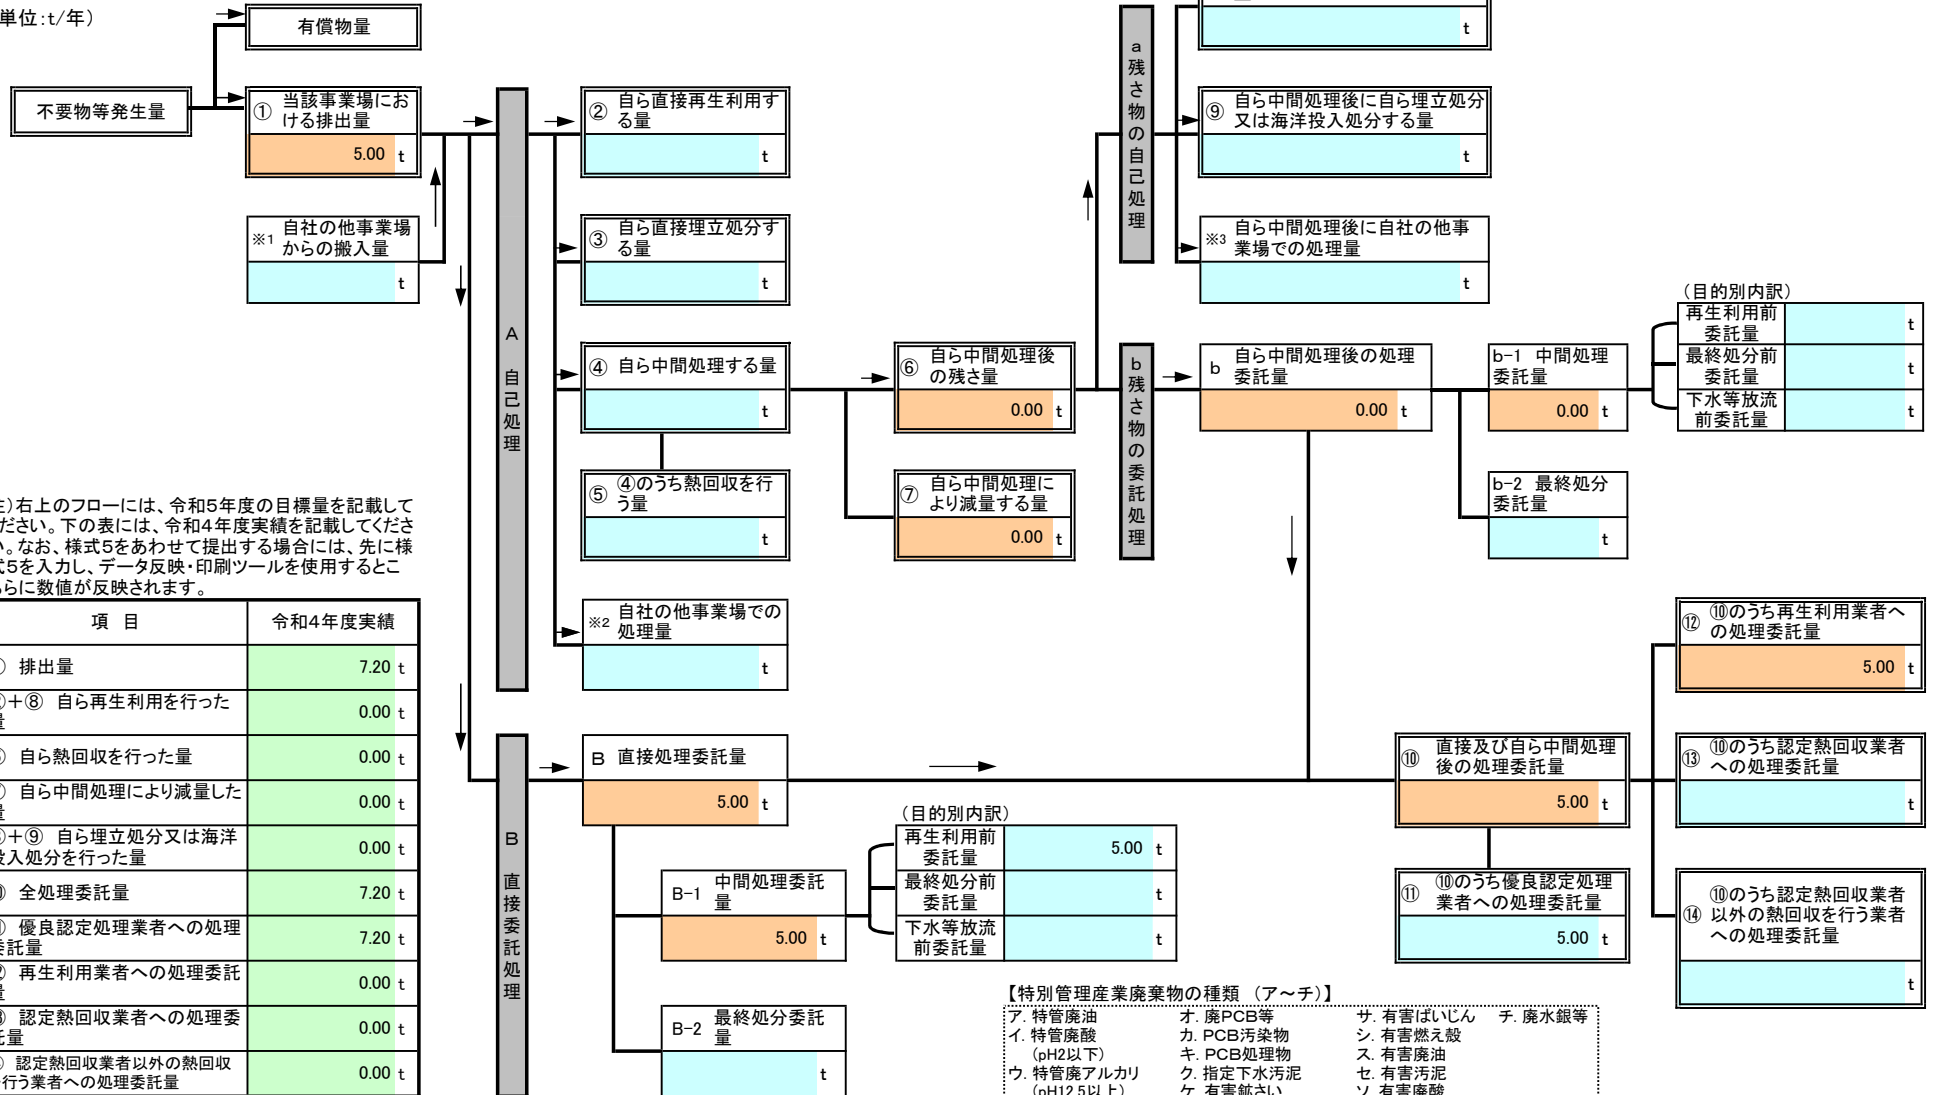 単位:t/年)
有償物量
不要物等発生量
① 当該事業場にお
ける排出量
5.00 t
※1 自社の他事業場
からの搬入量
t
A 自己処理
② 自ら直接再生利用す
る量
t
③ 自ら直接埋立処分す
る量
t
④ 自ら中間処理する量
t
⑤ ④のうち熱回収を行
う量
t
※2 自社の他事業場での
処理量
t
⑥ 自ら中間処理後
の残さ量
0.00 t
⑦ 自ら中間処理に
より減量する量
0.00 t
a 残さ物の自己処理
t
⑨ 自ら中間処理後に自ら埋立処分
又は海洋投入処分する量
t
※3 自ら中間処理後に自社の他事
業場での処理量
t
b 残さ物の委託処理
b 自ら中間処理後の処理
委託量
0.00 t
b-1 中間処理
委託量
0.00 t
(目的別内訳)
再生利用前
委託量
t
最終処分前
委託量
t
下水等放流
前委託量
t
b-2 最終処分
委託量
t
)右上のフローには、令和5年度の目標量を記載して
ださい。下の表には、令和4年度実績を記載してくださ
。なお、様式5をあわせて提出する場合には、先に様
式5を入力し、データ反映・印刷ツールを使用するとこ
らに数値が反映されます。
項 目 令和4年度実績
排出量 7.20 t
+⑧ 自ら再生利用を行った
量
0.00 t
自ら熱回収を行った量 0.00 t
自ら中間処理により減量した
量
0.00 t
+⑨ 自ら埋立処分又は海洋
投入処分を行った量
0.00 t
全処理委託量 7.20 t
優良認定処理業者への処理
委託量
7.20 t
再生利用業者への処理委託
量
0.00 t
認定熱回収業者への処理委
託量
0.00 t
認定熱回収業者以外の熱回収
を行う業者への処理委託量
0.00 t
B 直接委託処理
B 直接処理委託量
5.00 t
B-1 中間処理委託
量
5.00 t
(目的別内訳)
再生利用前
委託量
5.00 t
最終処分前
委託量
t
下水等放流
前委託量
t
B-2 最終処分委託
量
t
⑩ 直接及び自ら中間処理
後の処理委託量
5.00 t
⑪ ⑩のうち優良認定処理
業者への処理委託量
5.00 t
⑫ ⑩のうち再生利用業者へ
の処理委託量
5.00 t
⑬ ⑩のうち認定熱回収業者
への処理委託量
t
⑭ ⑩のうち認定熱回収業者
以外の熱回収を行う業者
への処理委託量
t
【特別管理産業廃棄物の種類 (ア~チ)】
ア. 特管廃油 オ. 廃PCB等 サ. 有害ばいじん チ. 廃水銀等
イ. 特管廃酸 カ. PCB汚染物 シ. 有害燃え殻
(pH2以下) キ. PCB処理物 ス. 有害廃油
ウ. 特管廃アルカリ ク. 指定下水汚泥 セ. 有害汚泥
(pH12.5以上) ケ. 有害鉱さい ソ. 有害廃酸